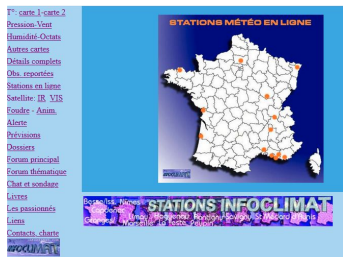 T°: carte 1-carte 2
Pression-Vent
Humidité-Octats
Autres cartes
Détails complets
Obs. reportées
Stations en ligne
Satellite: IR VIS
Foudre - Anim.
Alerte
Prévisions
Dossiers
Forum principal
Forum thématique
Chat et sondage
Livres
Les passionnés
Liens
Contacts, charte
INFOCLIMAT
STATIONS MÉTÉO EN LIGNE
INFOCLIMAT
STATIONS INFOCLIMAT